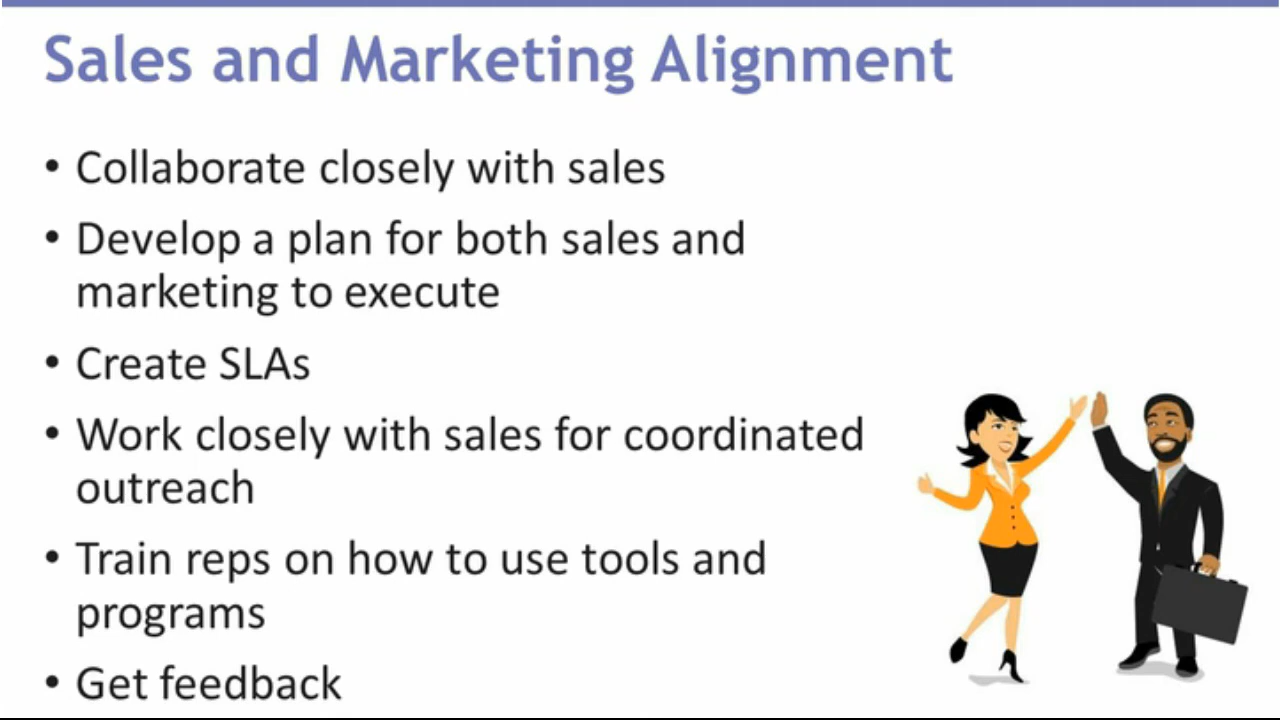 Sales and Marketing Alignment
• Collaborate closely with sales
• Develop a plan for both sales and
marketing to execute
• Create SLAs
• Work closely with sales for coordinated
outreach
• Train reps on how to use tools and
programs
• Get feedback